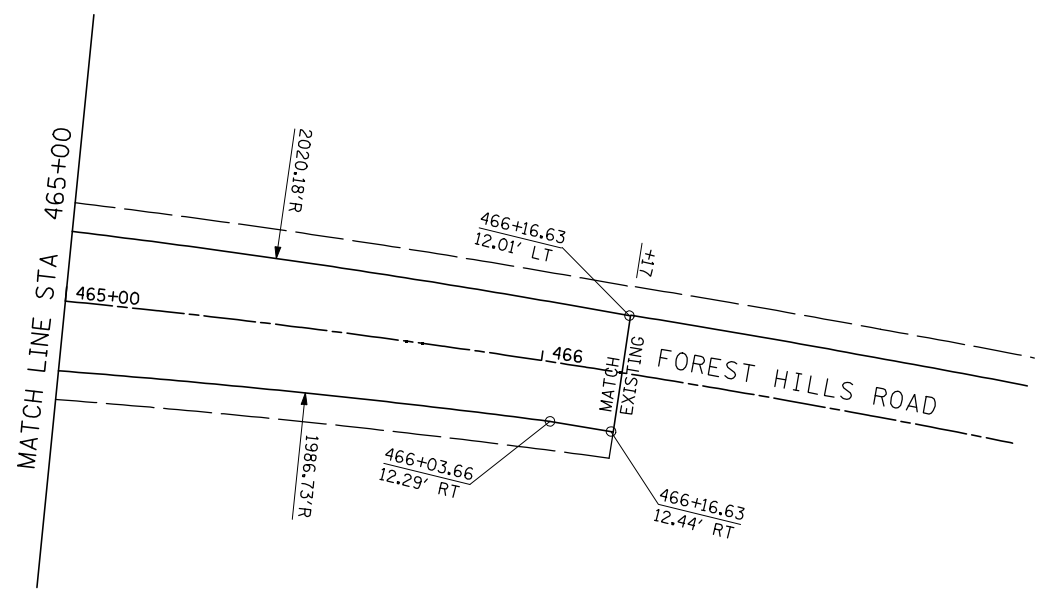 MATCH LINE STA 465+00
2020.18'R
466+16.63
12.01' LT
+17
465+00
466
MATCH
EXISTING
FOREST HILLS ROAD
1986.73'R
466+03.66
12.29' RT
466+16.63
12.44' RT